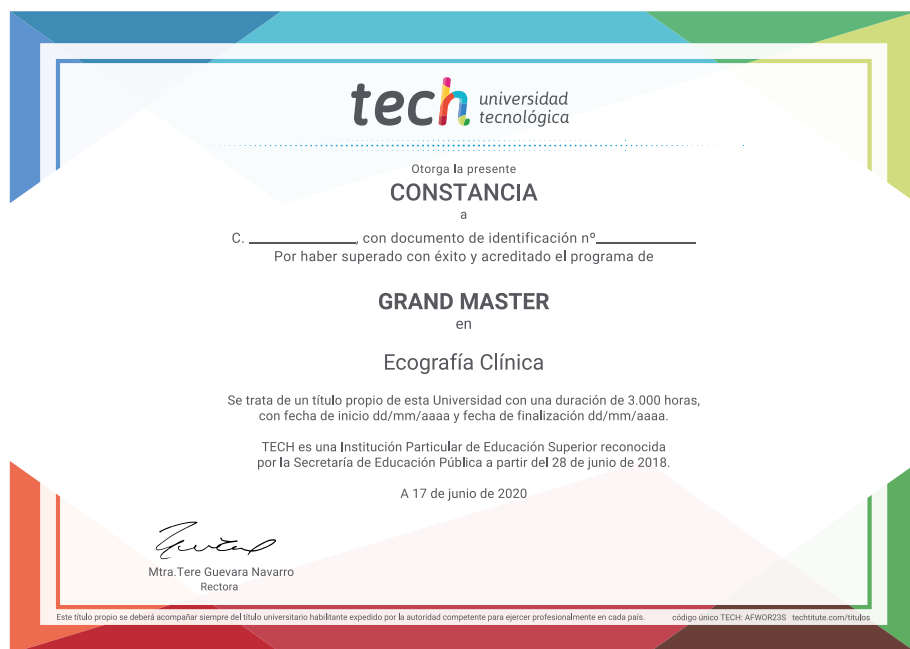 tech universidad
tecnológica
Otorga la presente
CONSTANCIA
a
C. ____________, con documento de identificación nº____________
Por haber superado con éxito y acreditado el programa de
GRAND MASTER
en
Ecografía Clínica
Se trata de un título propio de esta Universidad con una duración de 3.000 horas,
con fecha de inicio dd/mm/aaaa y fecha de finalización dd/mm/aaaa.
TECH es una Institución Particular de Educación Superior reconocida
por la Secretaría de Educación Pública a partir del 28 de junio de 2018.
A 17 de junio de 2020
Mtra.Tere Guevara Navarro
Rectora
Este título propio se deberá acompañar siempre del título universitario habilitante expedido por la autoridad competente para ejercer profesionalmente en cada país. código único TECH: AFWOR23S techtitute.com/titulos